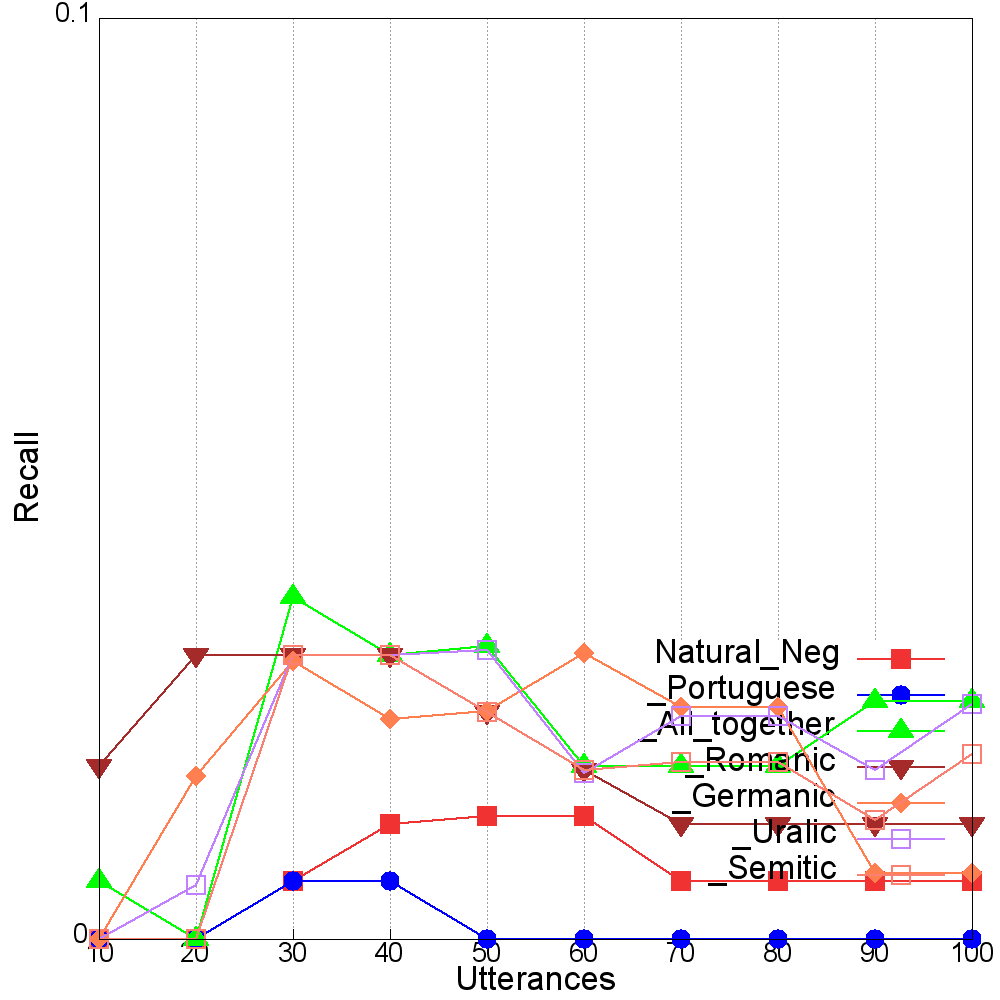 0.1
Recall
Natural_Neg
_Portuguese
_All_together
_Romanic
_Germanic
_Uralic
_Semitic
0
10 20 30 40 50 60 70 80 90 100
Utterances